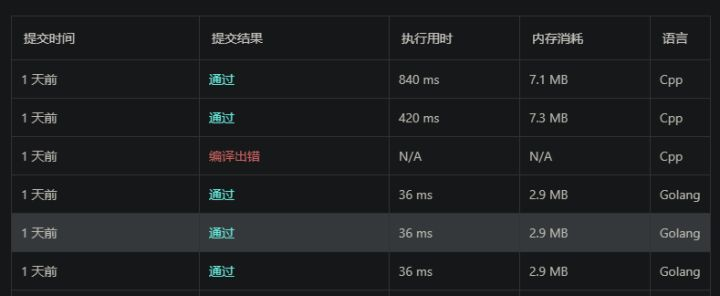 提交时间 提交结果 执行用时 内存消耗 语言
1 天前 通过 840 ms 7.1 MB Cpp
1 天前 通过 420 ms 7.3 MB Cpp
1 天前 编译出错 N/A N/A Cpp
1 天前 通过 36 ms 2.9 MB Golang
1 天前 通过 36 ms 2.9 MB Golang
1 天前 通过 36 ms 2.9 MB Golang